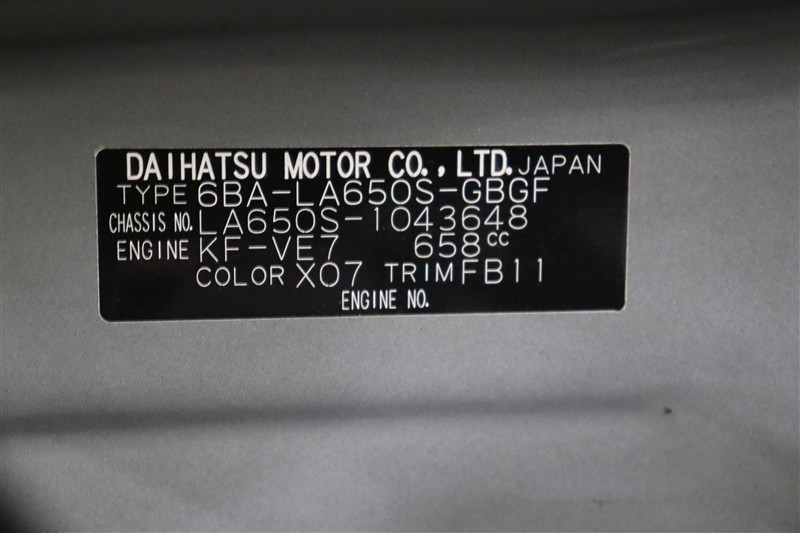 DAIHATSU MOTOR CO., LTD. JAPAN
TYPE 6BA-LA650S-GBGF
CHASSIS NO. LA650S-1043648
ENGINE KF-VE7 658cc
COLOR X07 TRIM FB11
ENGINE NO.